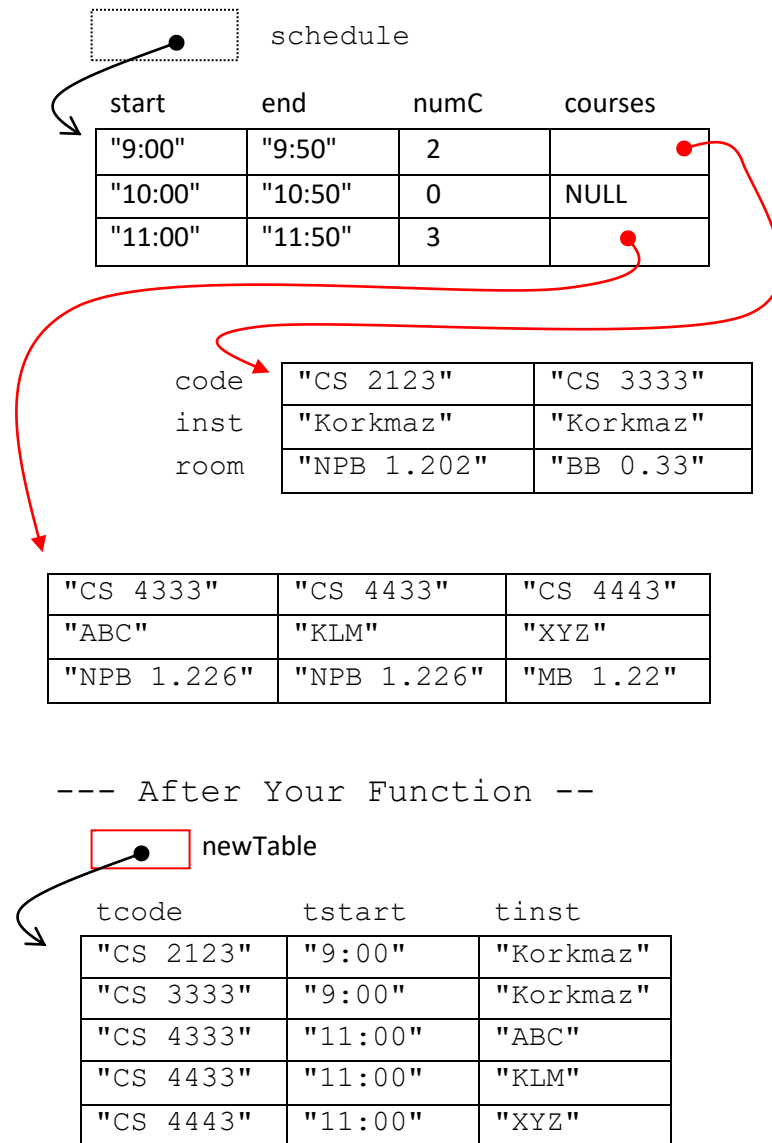 schedule
start end numC courses
"9:00" "9:50" 2
"10:00" "10:50" 0 NULL
"11:00" "11:50" 3
code "CS 2123" "CS 3333"
inst "Korkmaz" "Korkmaz"
room "NPB 1.202" "BB 0.33"
"CS 4333" "CS 4433" "CS 4443"
"ABC" "KLM" "XYZ"
"NPB 1.226" "NPB 1.226" "MB 1.22"
--- After Your Function --
newTable
tcode tstart tinst
"CS 2123" "9:00" "Korkmaz"
"CS 3333" "9:00" "Korkmaz"
"CS 4333" "11:00" "ABC"
"CS 4433" "11:00" "KLM"
"CS 4443" "11:00" "XYZ"